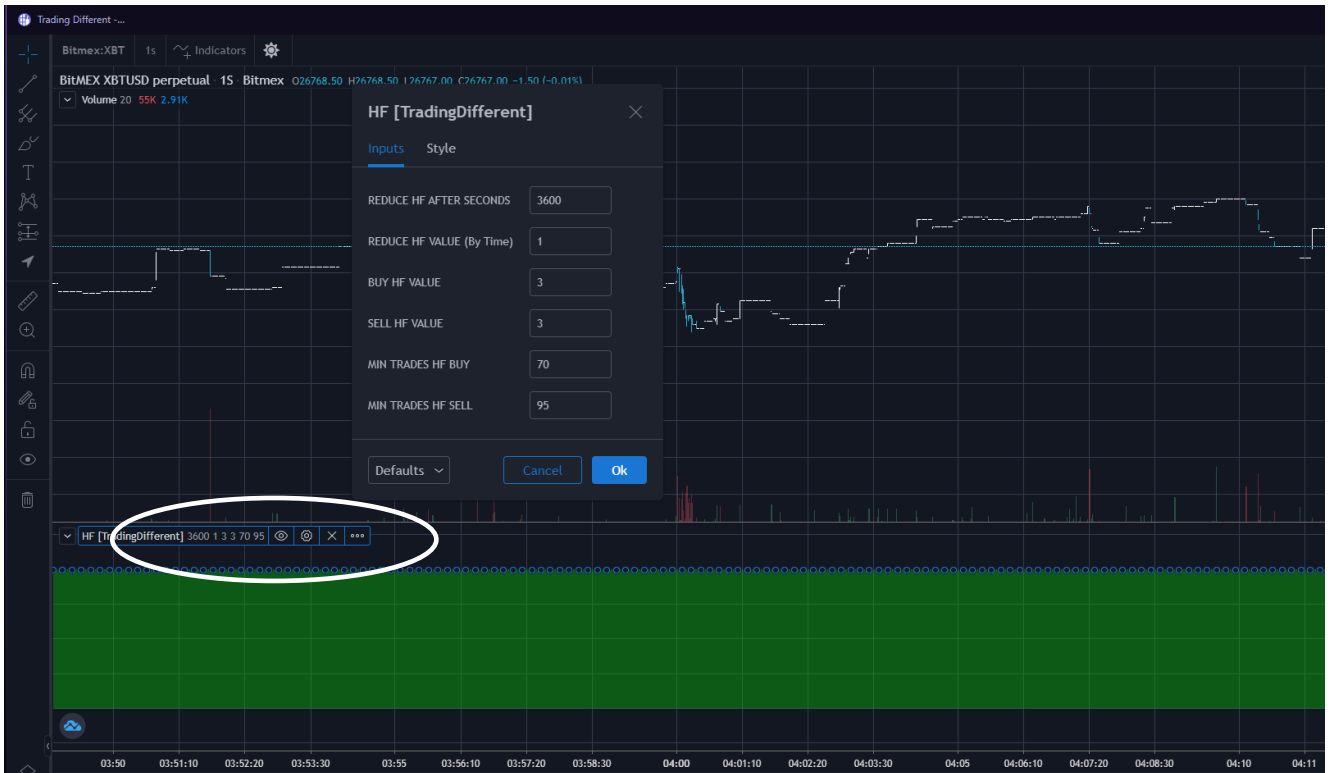 Trading Different -...
Bitmex:XBT 1s Indicators
BitMEX XBTUSD perpetual · 1S · Bitmex O26768.50 H26768.50 L26767.00 C26767.00 −1.50 (−0.01%)
Volume 20 55K 2.91K
HF [TradingDifferent]
Inputs Style
REDUCE HF AFTER SECONDS 3600
REDUCE HF VALUE (By Time) 1
BUY HF VALUE 3
SELL HF VALUE 3
MIN TRADES HF BUY 70
MIN TRADES HF SELL 95
Defaults Cancel Ok
HF [TradingDifferent] 3600 1 3 3 70 95
03:50 03:51:10 03:52:20 03:53:30 03:55 03:56:10 03:57:20 03:58:30 04:00 04:01:10 04:02:20 04:03:30 04:05 04:06:10 04:07:20 04:08:30 04:10 04:11